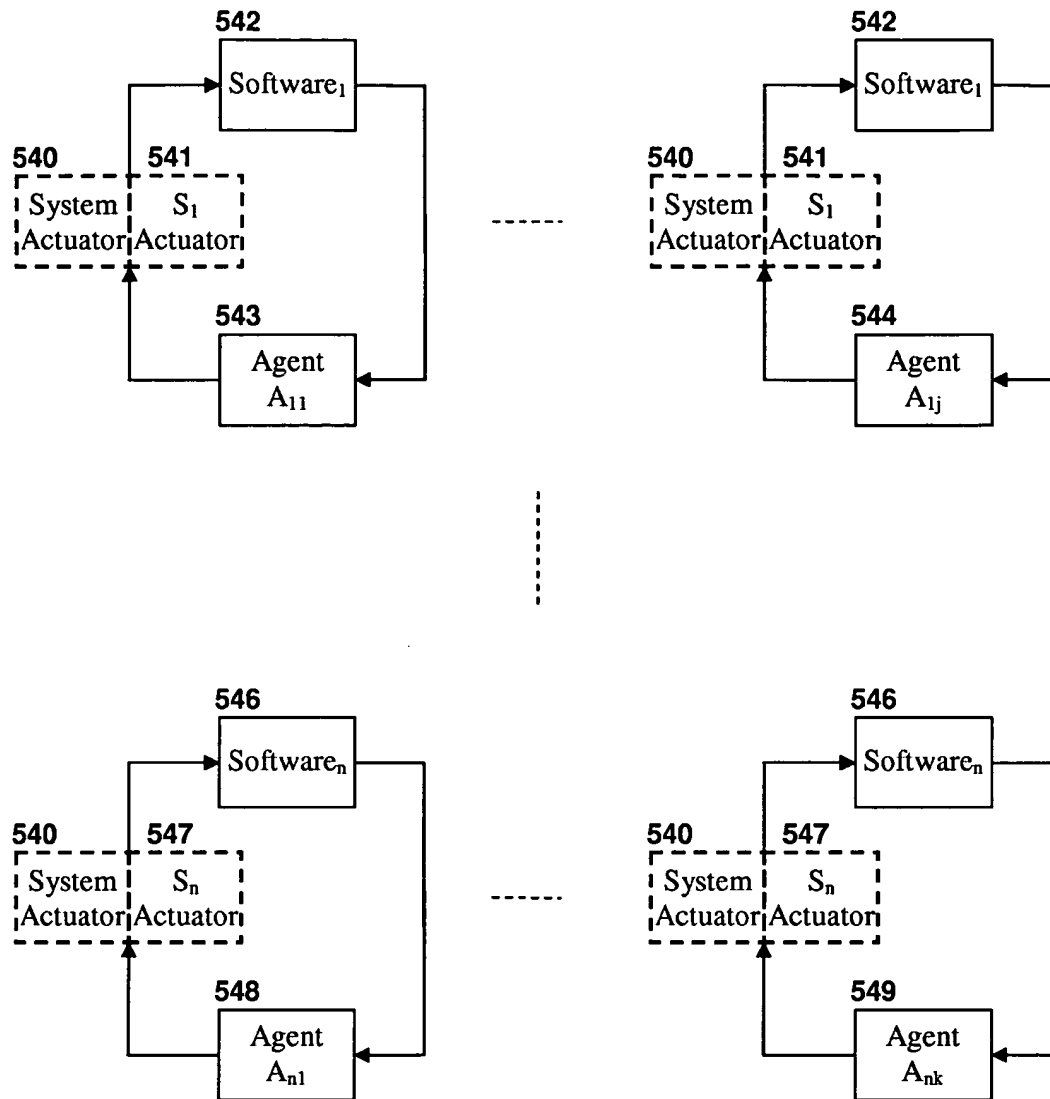 542 542
Software₁ Software₁
540 541 540 541
System S₁ System S₁
Actuator Actuator Actuator Actuator
543 544
Agent Agent
A₁₁ A₁ⱼ
546 546
Softwareₙ Softwareₙ
540 547 540 547
System Sₙ System Sₙ
Actuator Actuator Actuator Actuator
548 549
Agent Agent
Aₙ₁ Aₙₖ